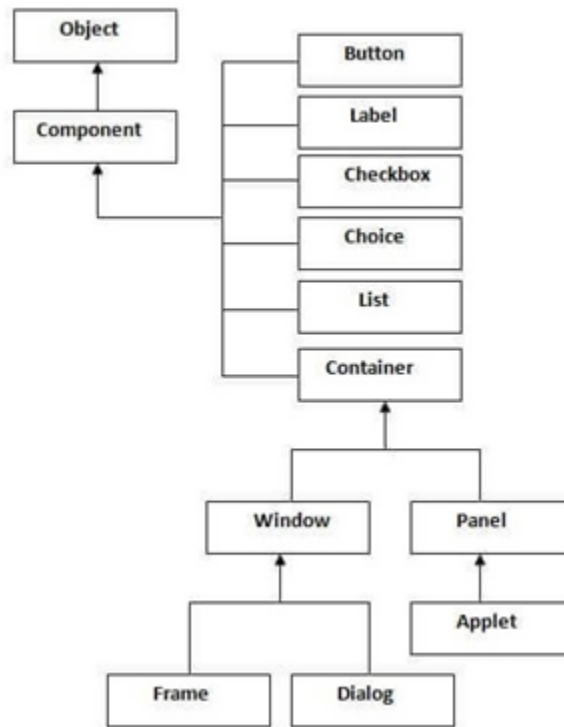 Object
Button
Label
Component
Checkbox
Choice
List
Container
Window
Panel
Applet
Frame
Dialog